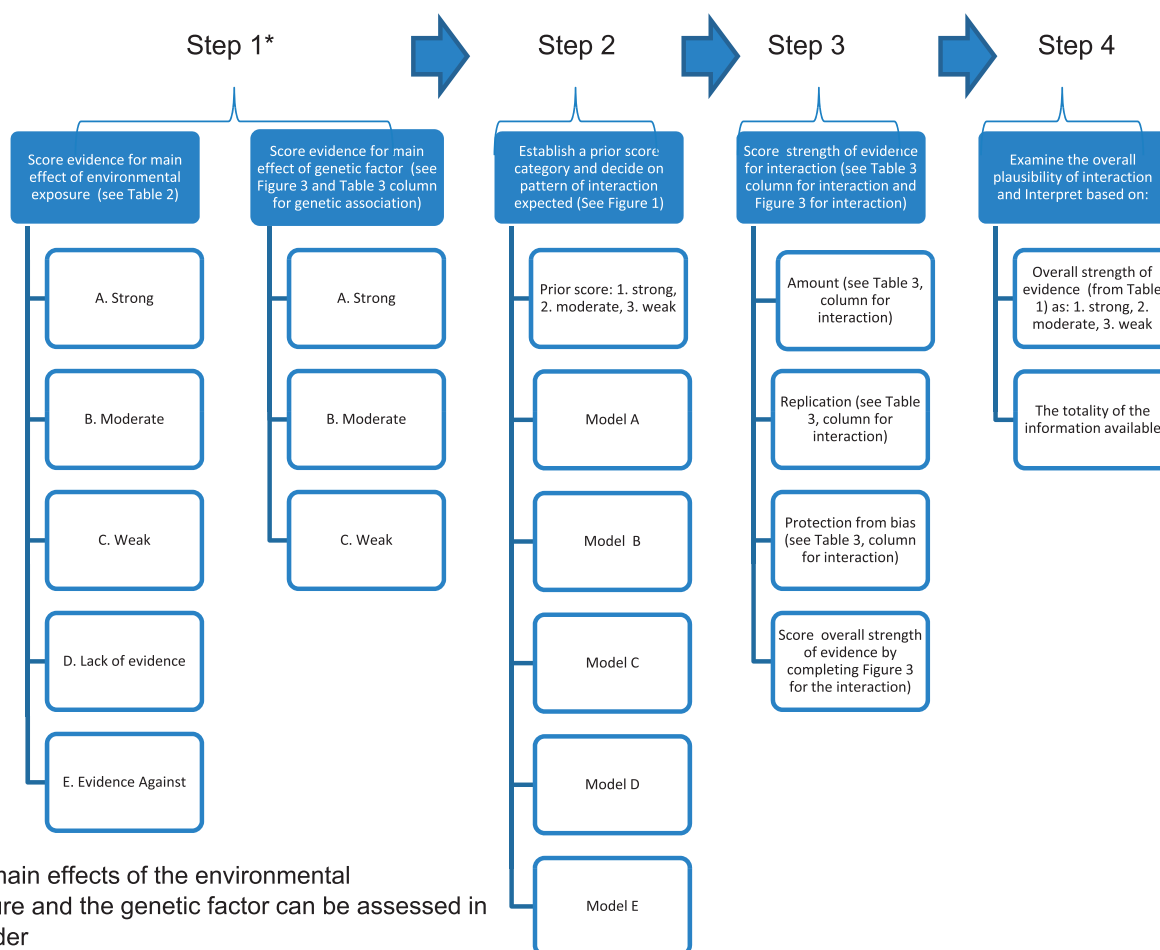 Step 1*
Step 2
Step 3
Step 4
Score evidence for main
effect of environmental
exposure (see Table 2)
A. Strong
B. Moderate
C. Weak
D. Lack of evidence
E. Evidence Against
Score evidence for main
effect of genetic factor (see
Figure 3 and Table 3 column
for genetic association)
A. Strong
B. Moderate
C. Weak
Establish a prior score
category and decide on
pattern of interaction
expected (See Figure 1)
Prior score: 1. strong,
2. moderate, 3. weak
Model A
Model B
Model C
Model D
Model E
Score strength of evidence
for interaction (see Table 3
column for interaction and
Figure 3 for interaction)
Amount (see Table 3,
column for
interaction)
Replication (see Table
3, column for
interaction)
Protection from bias
(see Table 3, column
for interaction)
Score overall strength
of evidence by
completing Figure 3
for the interaction)
Examine the overall
plausibility of interaction
and Interpret based on:
Overall strength of
evidence (from Table
1) as: 1. strong, 2.
moderate, 3. weak
The totality of the
information available
main effects of the environmental
ure and the genetic factor can be assessed in
der